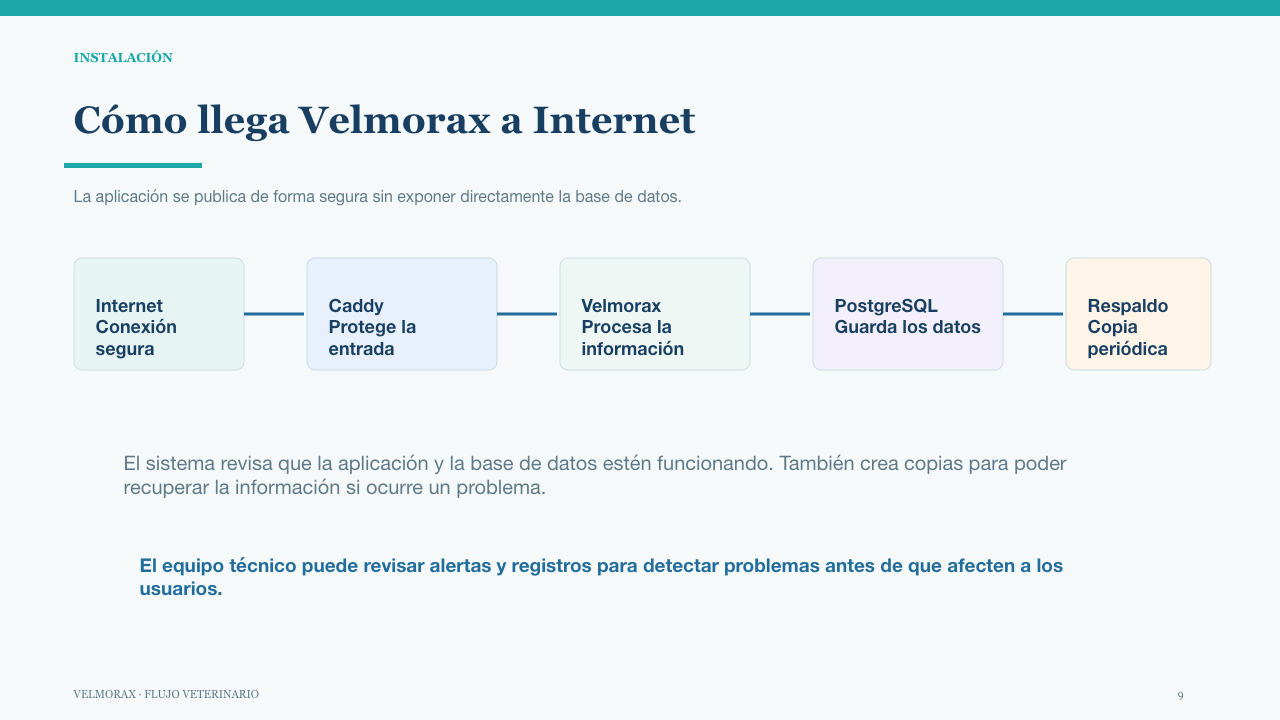 INSTALACIÓN
Cómo llega Velmorax a Internet
La aplicación se publica de forma segura sin exponer directamente la base de datos.
Internet
Conexión
segura
Caddy
Protege la
entrada
Velmorax
Procesa la
información
PostgreSQL
Guarda los datos
Respaldo
Copia
periódica
El sistema revisa que la aplicación y la base de datos estén funcionando. También crea copias para poder
recuperar la información si ocurre un problema.
El equipo técnico puede revisar alertas y registros para detectar problemas antes de que afecten a los
usuarios.
VELMORAX · FLUJO VETERINARIO
9